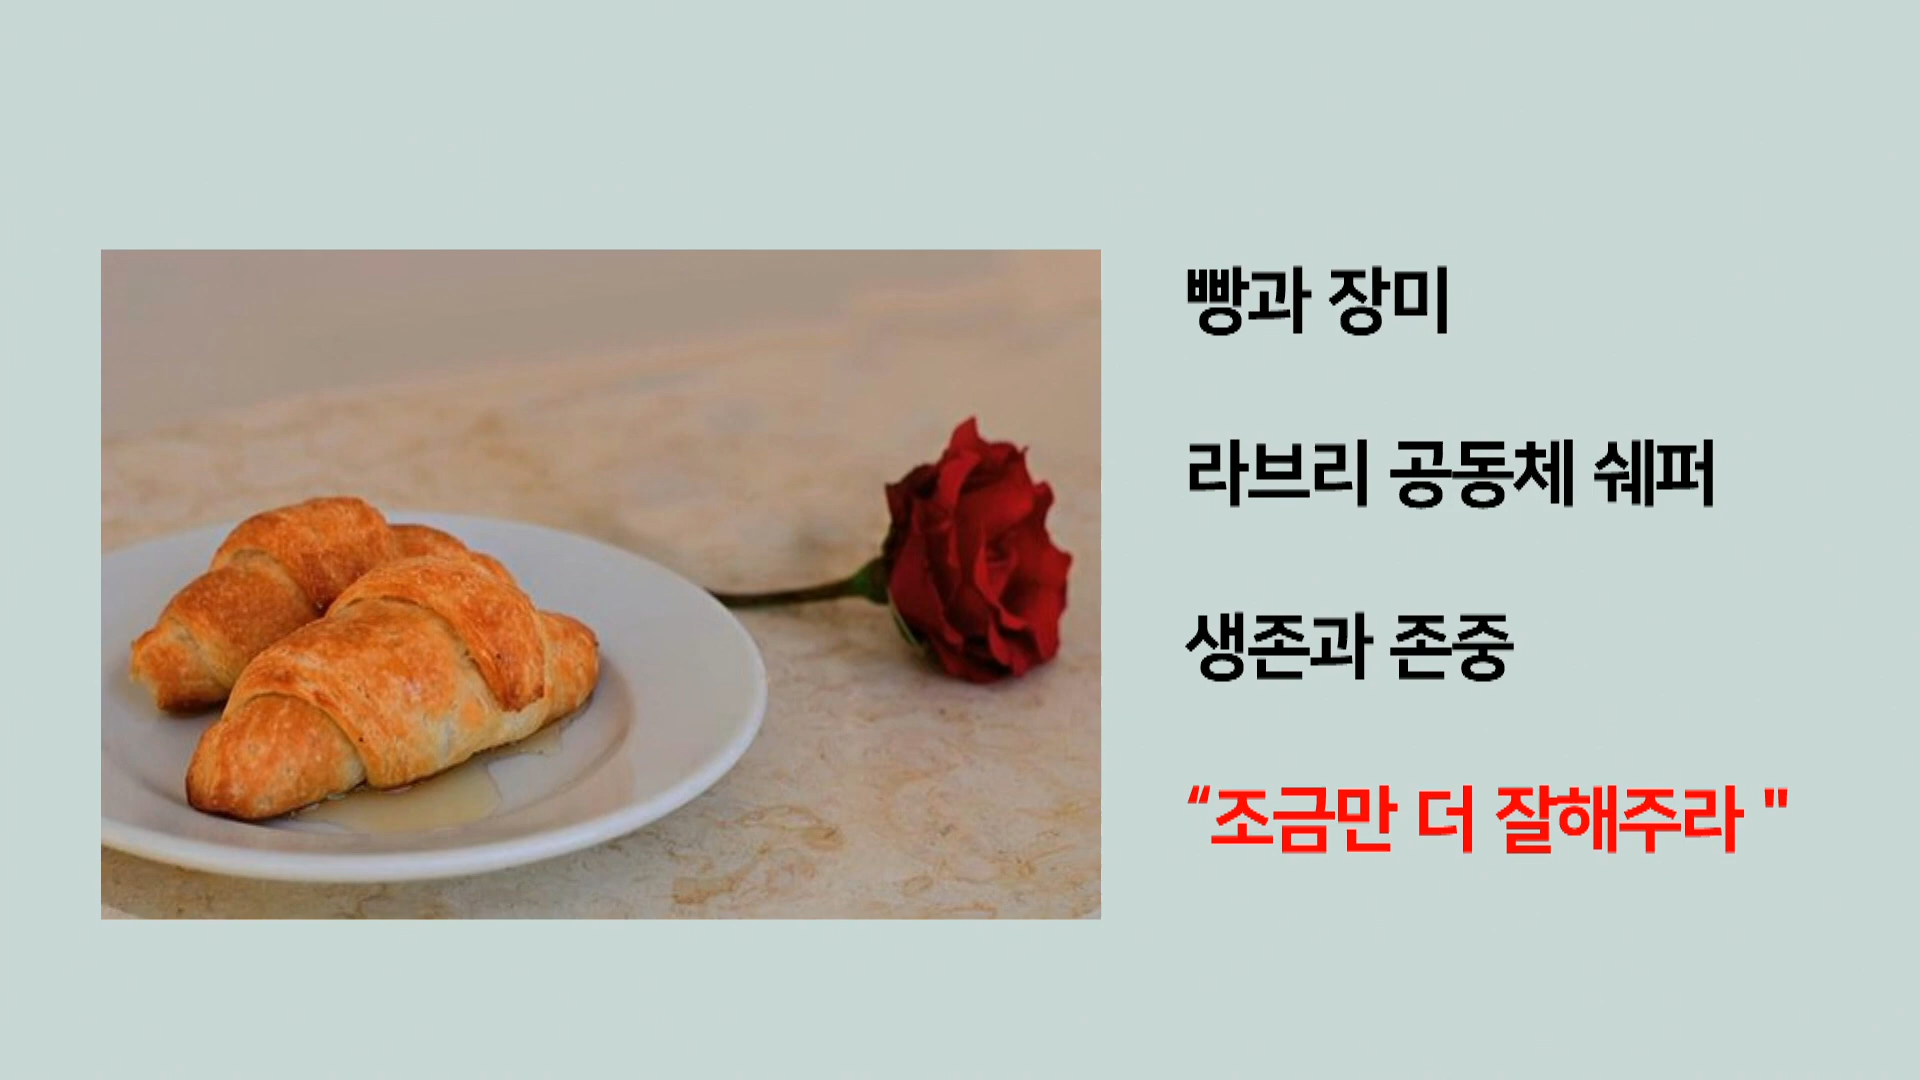 빵과 장미
라브리 공동체 쉐퍼
생존과 존중
“조금만 더 잘해주라 "